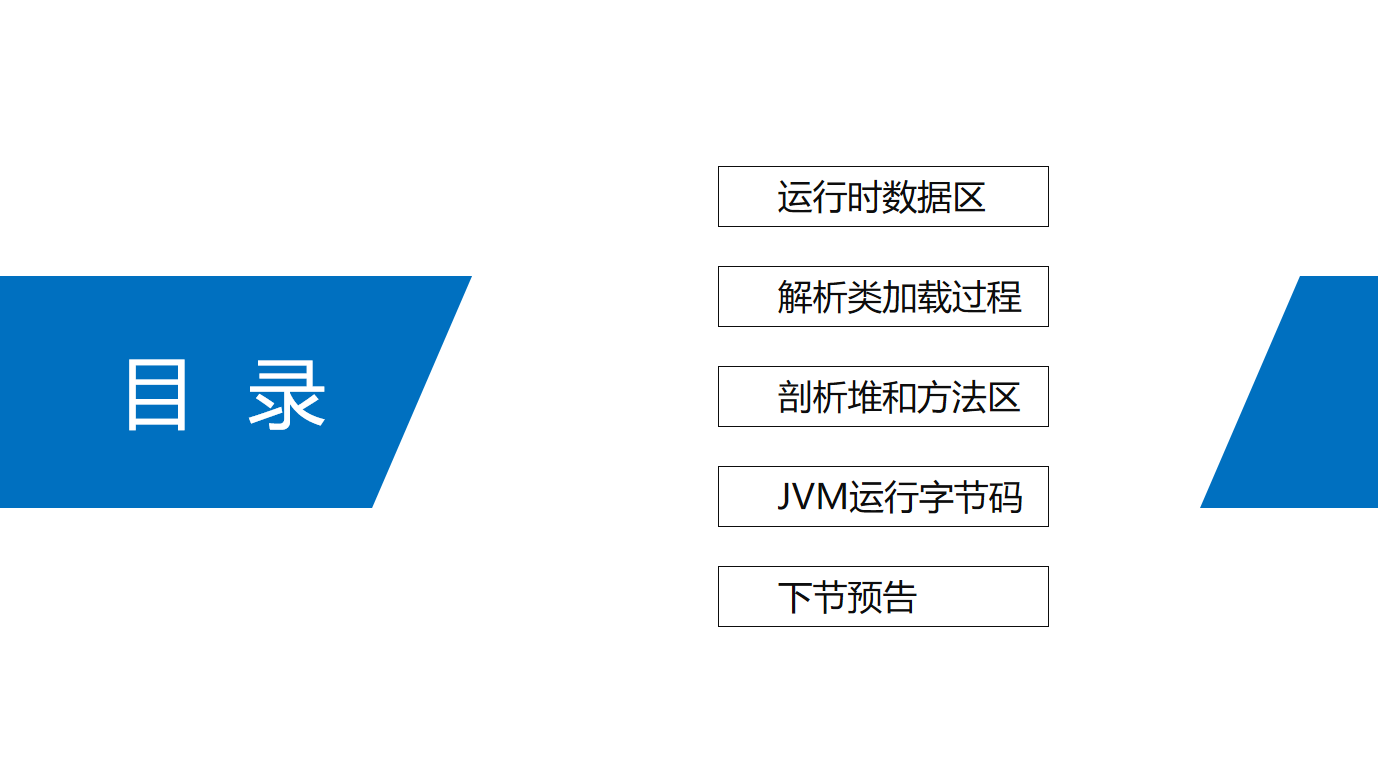 目 录
运行时数据区
解析类加载过程
剖析堆和方法区
JVM运行字节码
下节预告